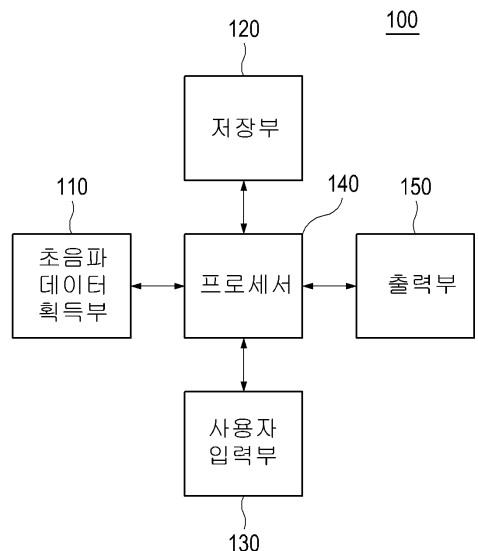 100
120
저장부
110
초음파
데이터
획득부
140
프로세서
150
출력부
사용자
입력부
130